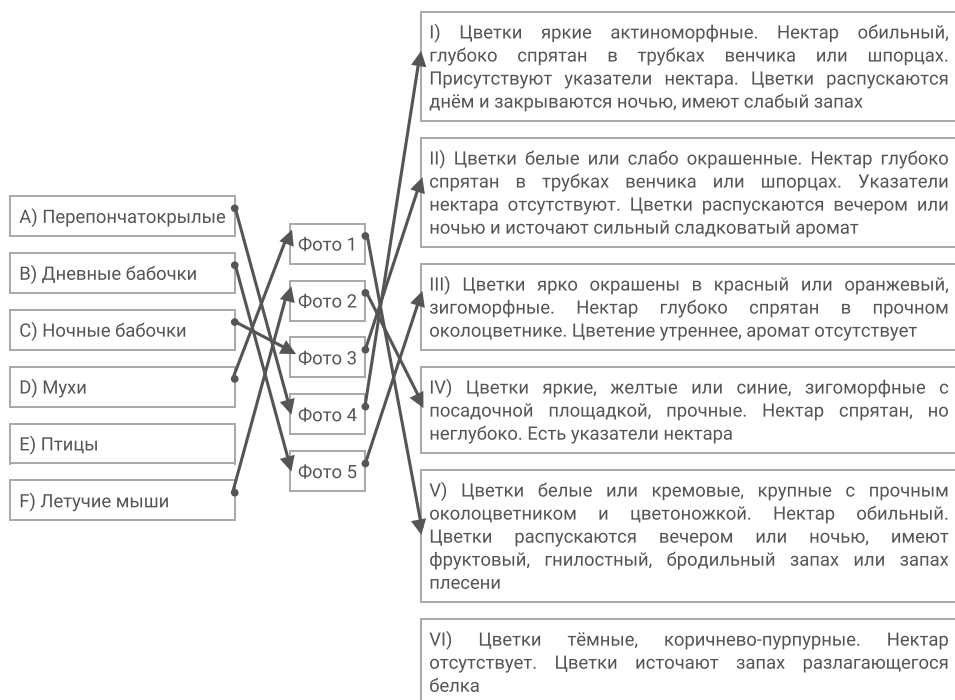 A) Перепончатокрылые
B) Дневные бабочки
C) Ночные бабочки
D) Мухи
E) Птицы
F) Летучие мыши
Фото 1
Фото 2
Фото 3
Фото 4
Фото 5
I) Цветки яркие актиноморфные. Нектар обильный,
глубоко спрятан в трубках венчика или шпорцах.
Присутствуют указатели нектара. Цветки распускаются
днём и закрываются ночью, имеют слабый запах
II) Цветки белые или слабо окрашенные. Нектар глубоко
спрятан в трубках венчика или шпорцах. Указатели
нектара отсутствуют. Цветки распускаются вечером или
ночью и источают сильный сладковатый аромат
III) Цветки ярко окрашены в красный или оранжевый,
зигоморфные. Нектар глубоко спрятан в прочном
околоцветнике. Цветение утреннее, аромат отсутствует
IV) Цветки яркие, желтые или синие, зигоморфные с
посадочной площадкой, прочные. Нектар спрятан, но
неглубоко. Есть указатели нектара
V) Цветки белые или кремовые, крупные с прочным
околоцветником и цветоножкой. Нектар обильный.
Цветки распускаются вечером или ночью, имеют
фруктовый, гнилостный, бродильный запах или запах
плесени
VI) Цветки тёмные, коричнево-пурпурные. Нектар
отсутствует. Цветки источают запах разлагающегося
белка